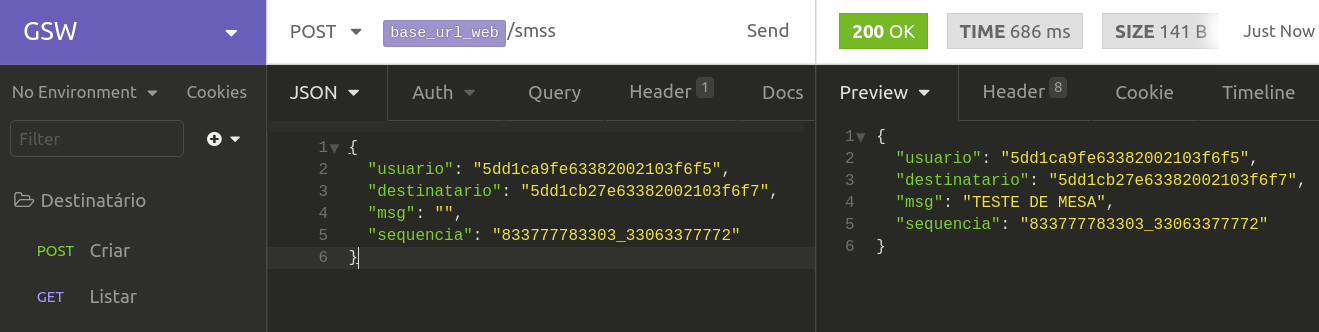 GSW
POST base_url_web/smss Send
200 OK TIME 686 ms SIZE 141 B Just Now
No Environment Cookies
JSON Auth Query Header 1 Docs
Preview Header 8 Cookie Timeline
Filter
Destinatário
POST Criar
GET Listar
1 {
2 "usuario": "5dd1ca9fe63382002103f6f5",
3 "destinatario": "5dd1cb27e63382002103f6f7",
4 "msg": "",
5 "sequencia": "833777783303_33063377772"
6 }
1 {
2 "usuario": "5dd1ca9fe63382002103f6f5",
3 "destinatario": "5dd1cb27e63382002103f6f7",
4 "msg": "TESTE DE MESA",
5 "sequencia": "833777783303_33063377772"
6 }